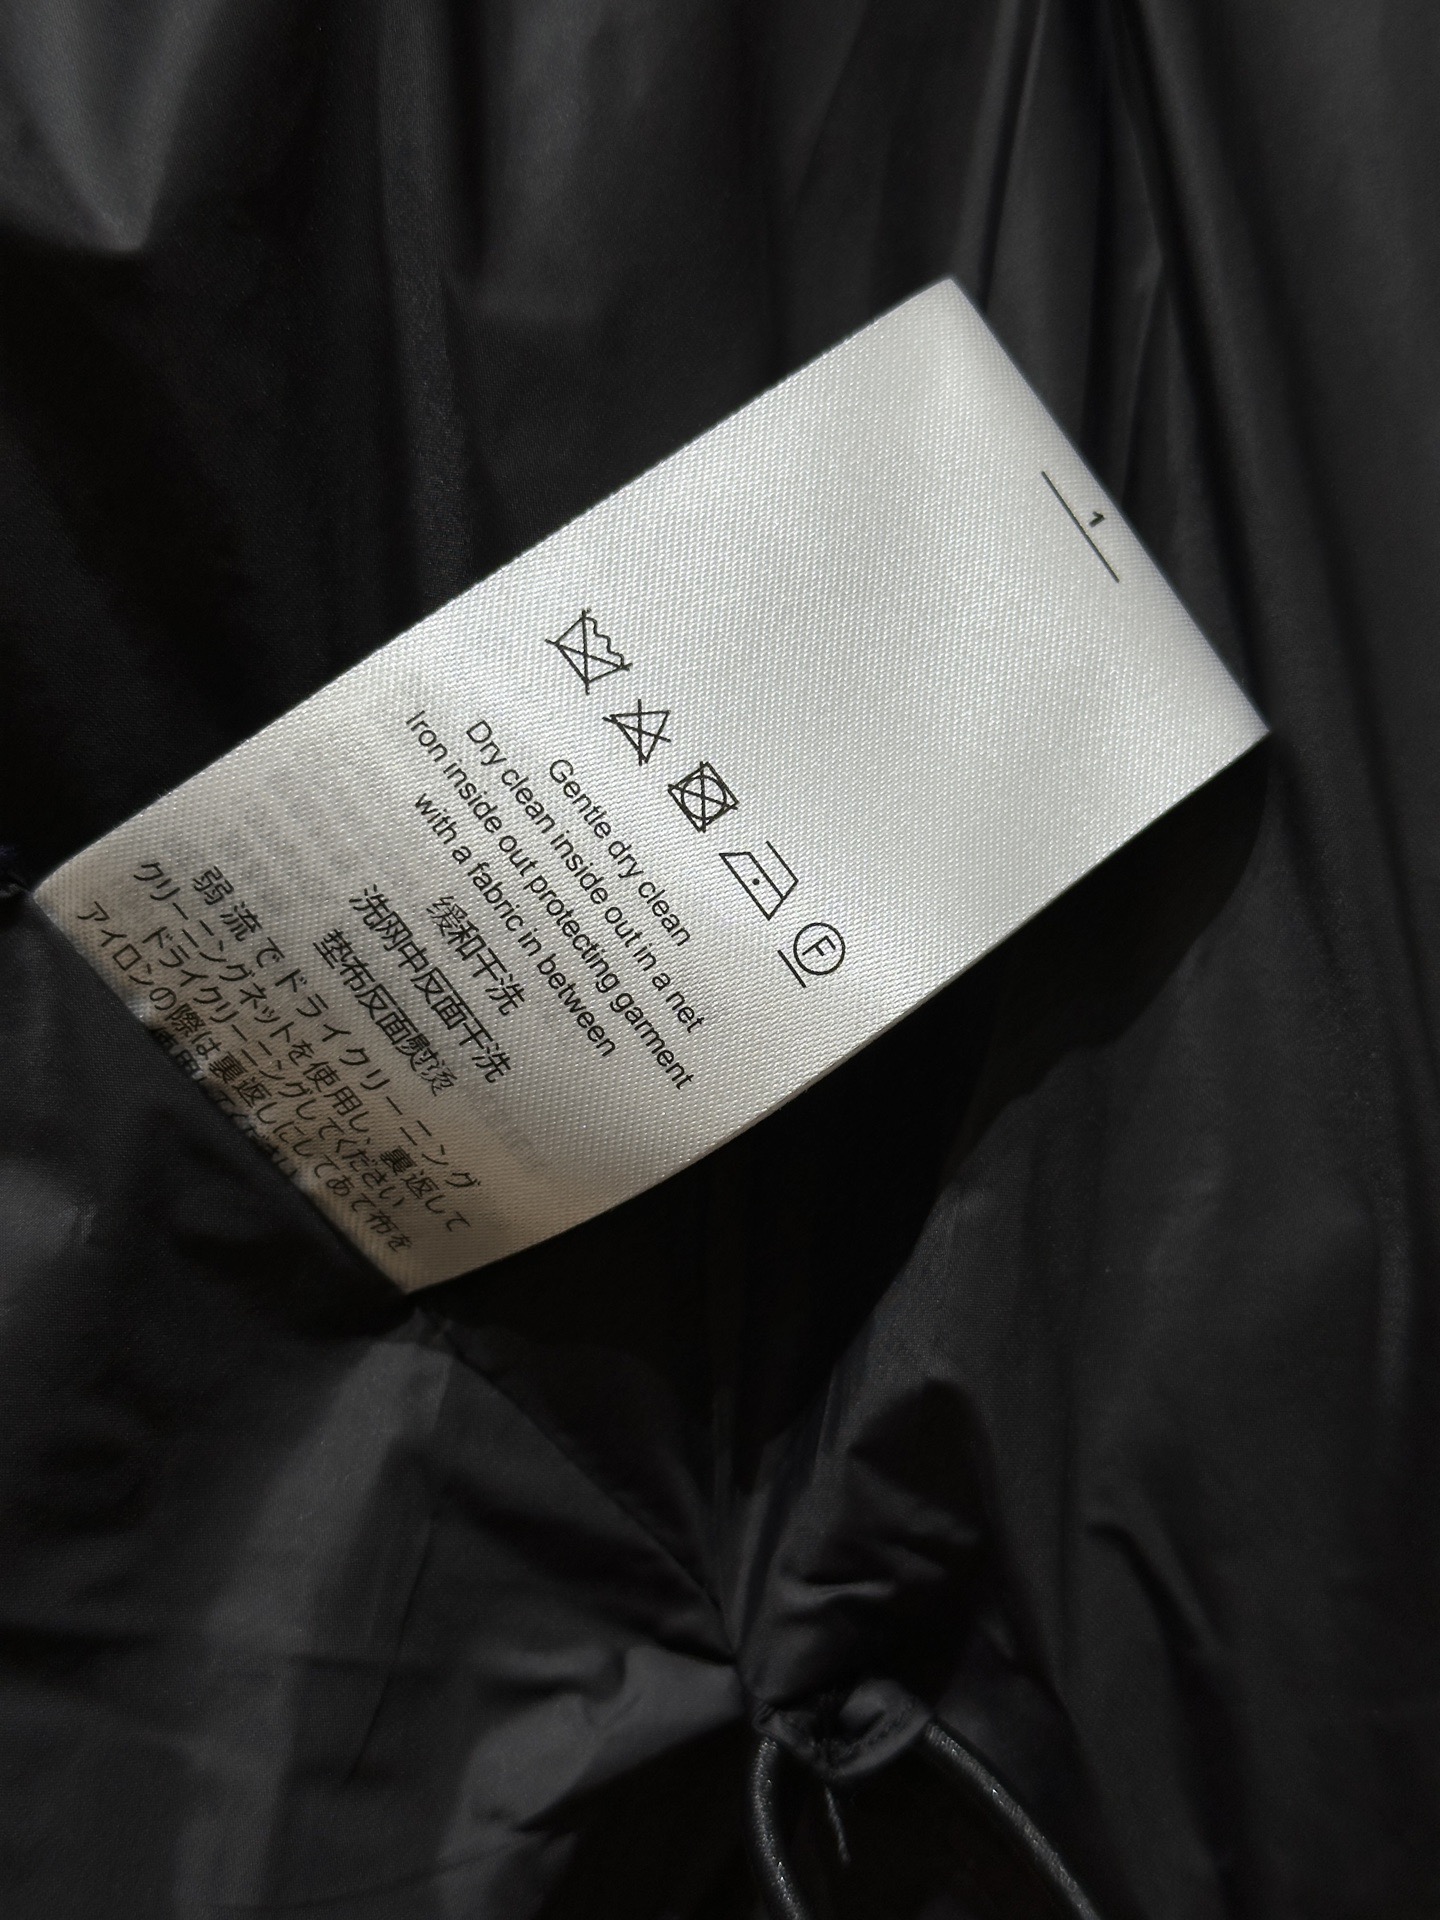 1
F
Gentle dry clean
Dry clean inside out in a net
Iron inside out protecting garment
with a fabric in between
缓和干洗
洗网中反面干洗
垫布反面熨烫
弱流でドライクリーニング
クリーニングネットを使用し、裏返して
ドライクリーニングしてください
アイロンの際は裏返しにしてあて布を